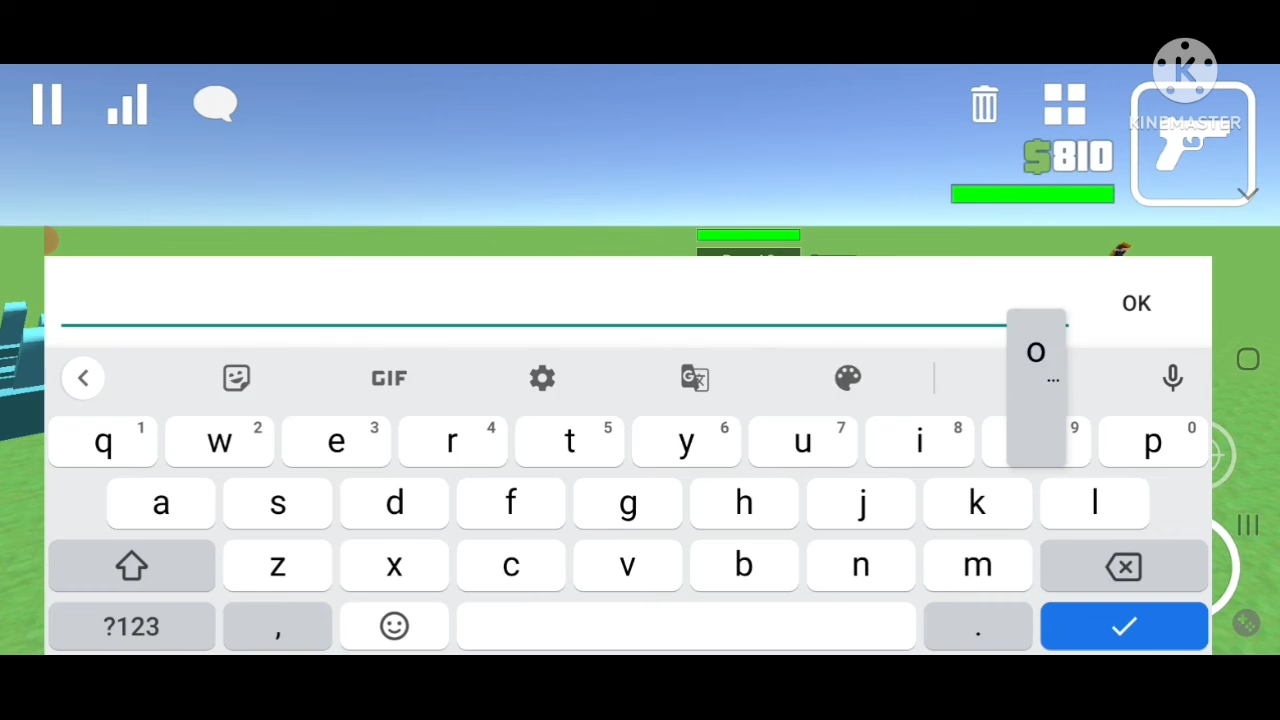 K
KINEMASTER
$810
OK
o
...
GIF
G
q 1 w 2 e 3 r 4 t 5 y 6 u 7 i 8 9 p 0
a s d f g h j k l
z x c v b n m
?123 , .